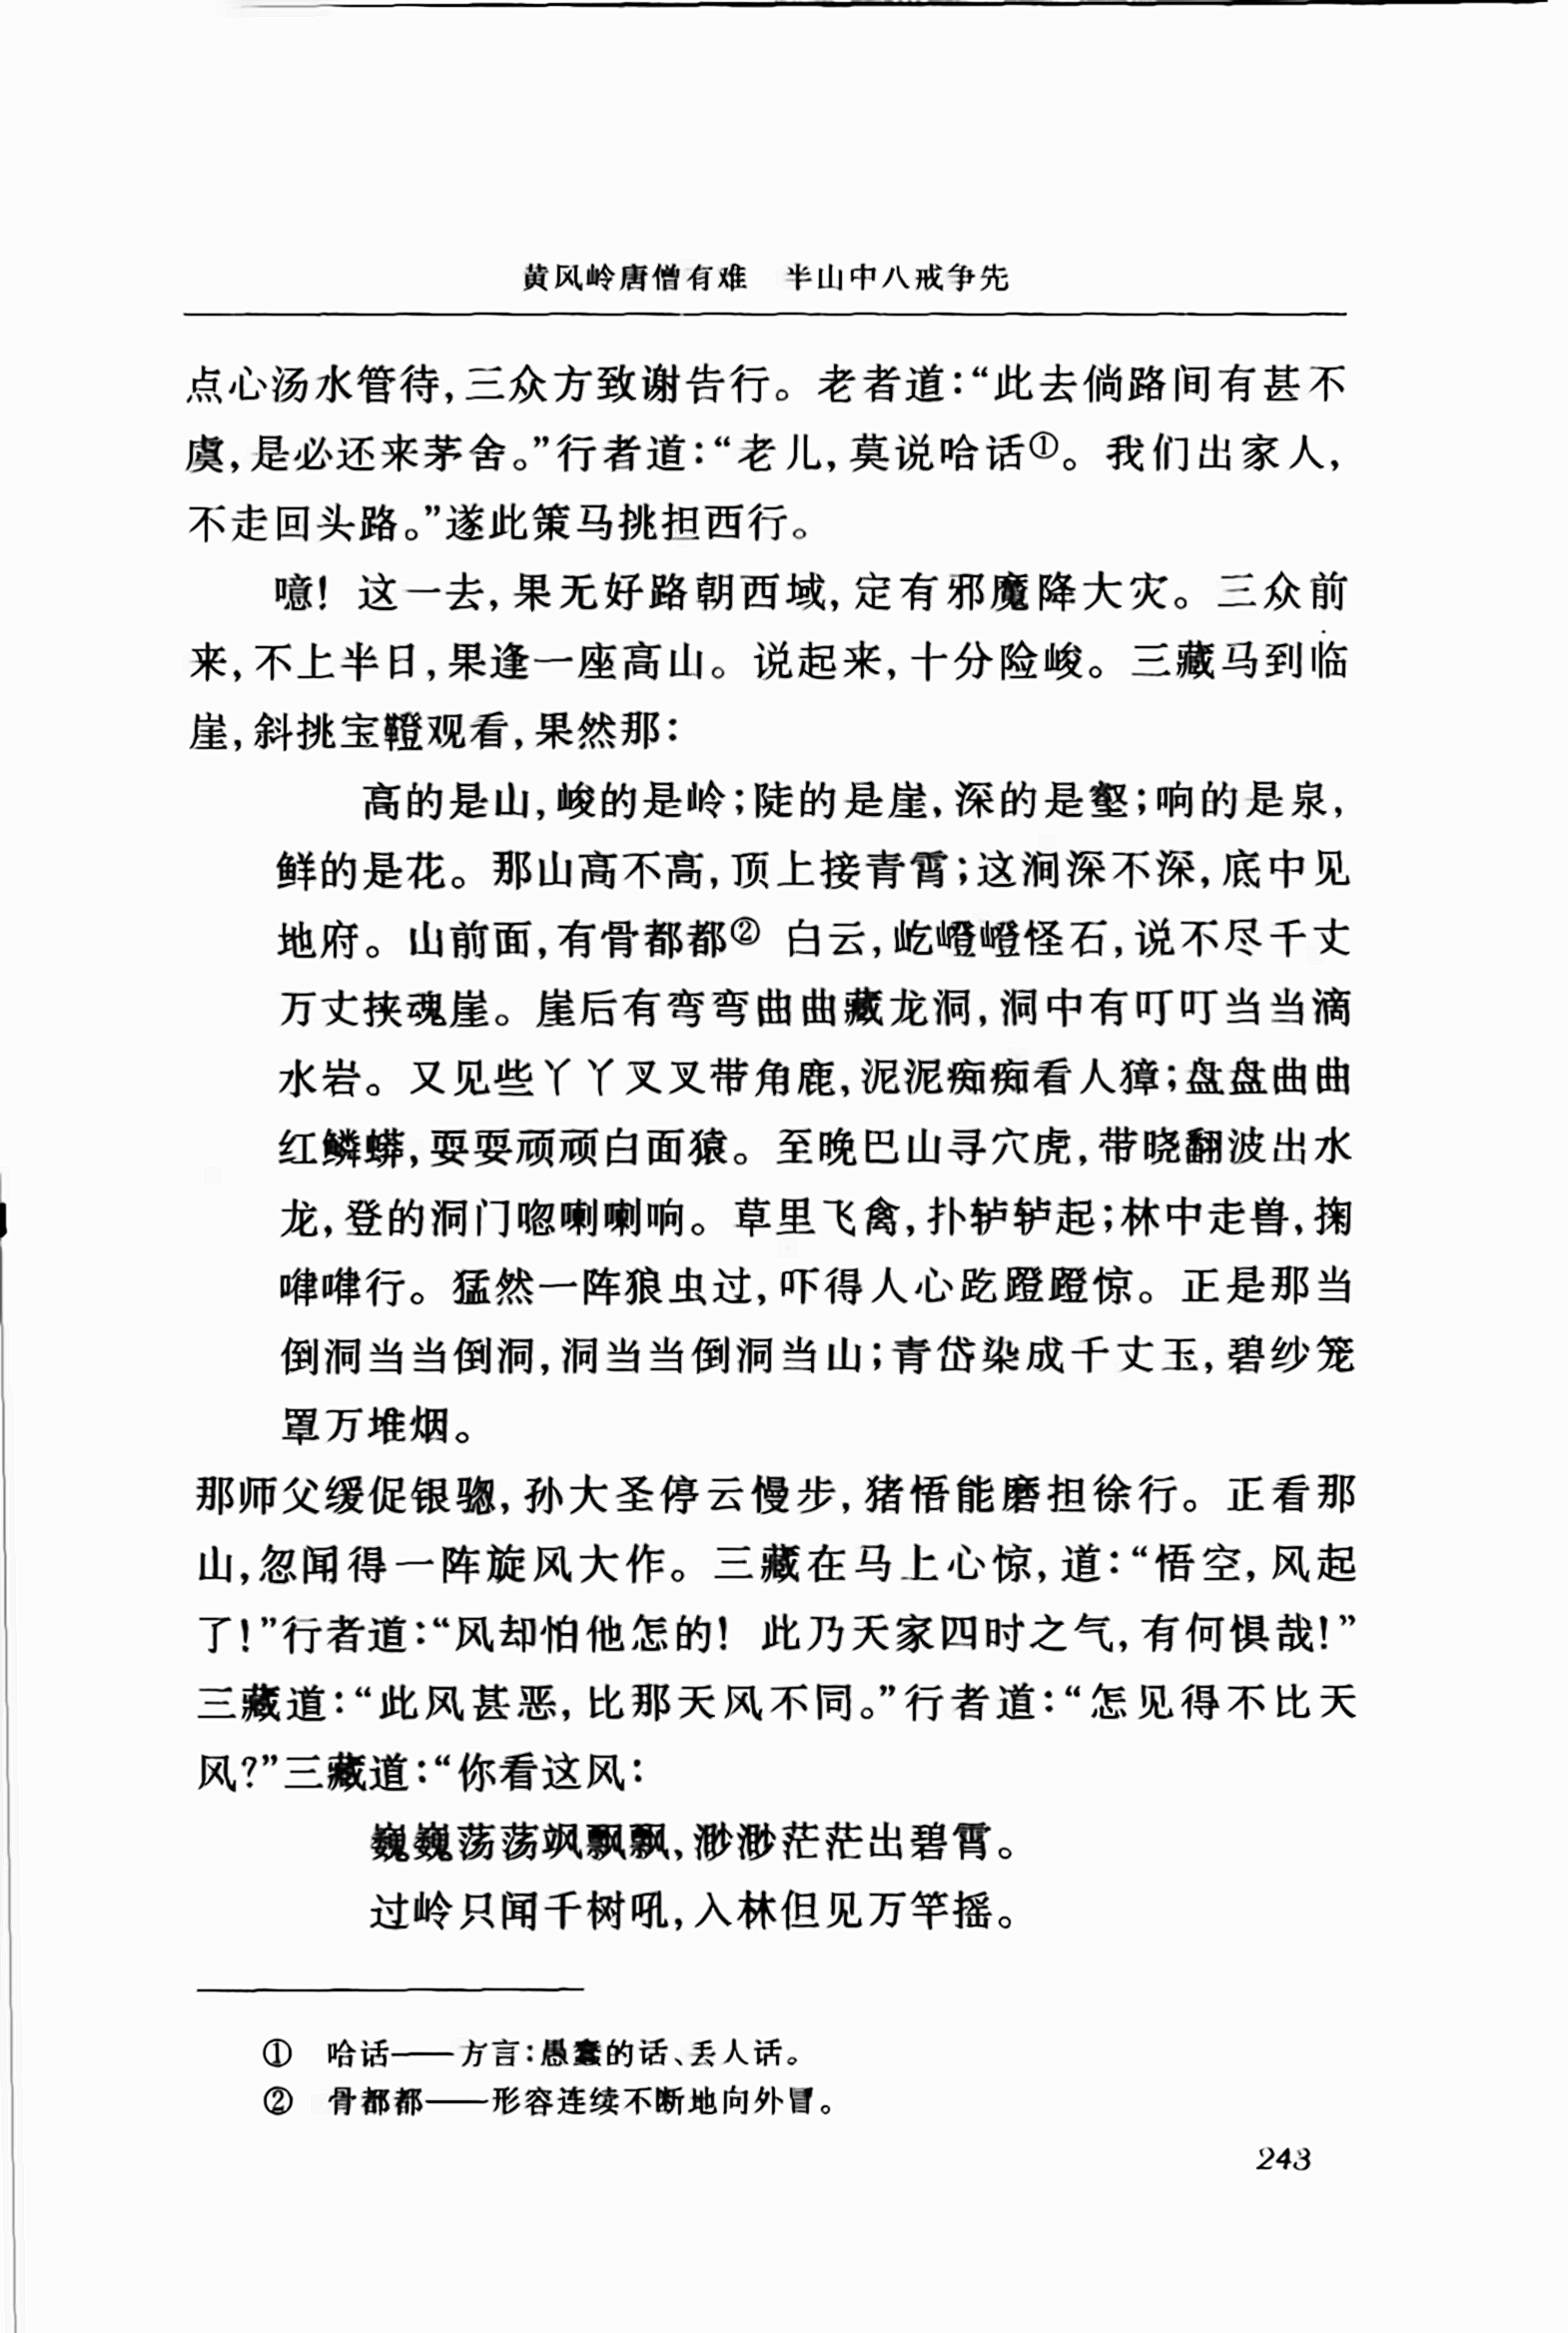 黄风岭唐僧有难　半山中八戒争先
点心汤水管待,三众方致谢告行。老者道:“此去倘路间有甚不
虞,是必还来茅舍。”行者道:“老儿,莫说哈话①。我们出家人,
不走回头路。”遂此策马挑担西行。
噫!这一去,果无好路朝西域,定有邪魔降大灾。三众前
来,不上半日,果逢一座高山。说起来,十分险峻。三藏马到临
崖,斜挑宝鞳观看,果然那:
高的是山,峻的是岭;陡的是崖,深的是壑;响的是泉,
鲜的是花。那山高不高,顶上接青霄;这涧深不深,底中见
地府。山前面,有骨都都②白云,屹嶝嶝怪石,说不尽千丈
万丈挟魂崖。崖后有弯弯曲曲藏龙洞,洞中有叮叮当当滴
水岩。又见些丫丫叉叉带角鹿,泥泥痴痴看人獐;盘盘曲曲
红鳞蟒,耍耍顽顽白面猿。至晚巴山寻穴虎,带晓翻波出水
龙,登的洞门唿喇喇响。草里飞禽,扑轳轳起;林中走兽,掬
㖀㖀行。猛然一阵狼虫过,吓得人心趷蹬蹬惊。正是那当
倒洞当当倒洞,洞当当倒洞当山;青岱染成千丈玉,碧纱笼
罩万堆烟。
那师父缓促银骢,孙大圣停云慢步,猪悟能磨担徐行。正看那
山,忽闻得一阵旋风大作。三藏在马上心惊,道:“悟空,风起
了!”行者道:“风却怕他怎的!此乃天家四时之气,有何惧哉!”
三藏道:“此风甚恶,比那天风不同。”行者道:“怎见得不比天
风?”三藏道:“你看这风:
巍巍荡荡飒飘飘,渺渺茫茫出碧霄。
过岭只闻千树吼,入林但见万竿摇。
①　哈话——方言:愚蠢的话、丢人话。
②　骨都都——形容连续不断地向外冒。
243